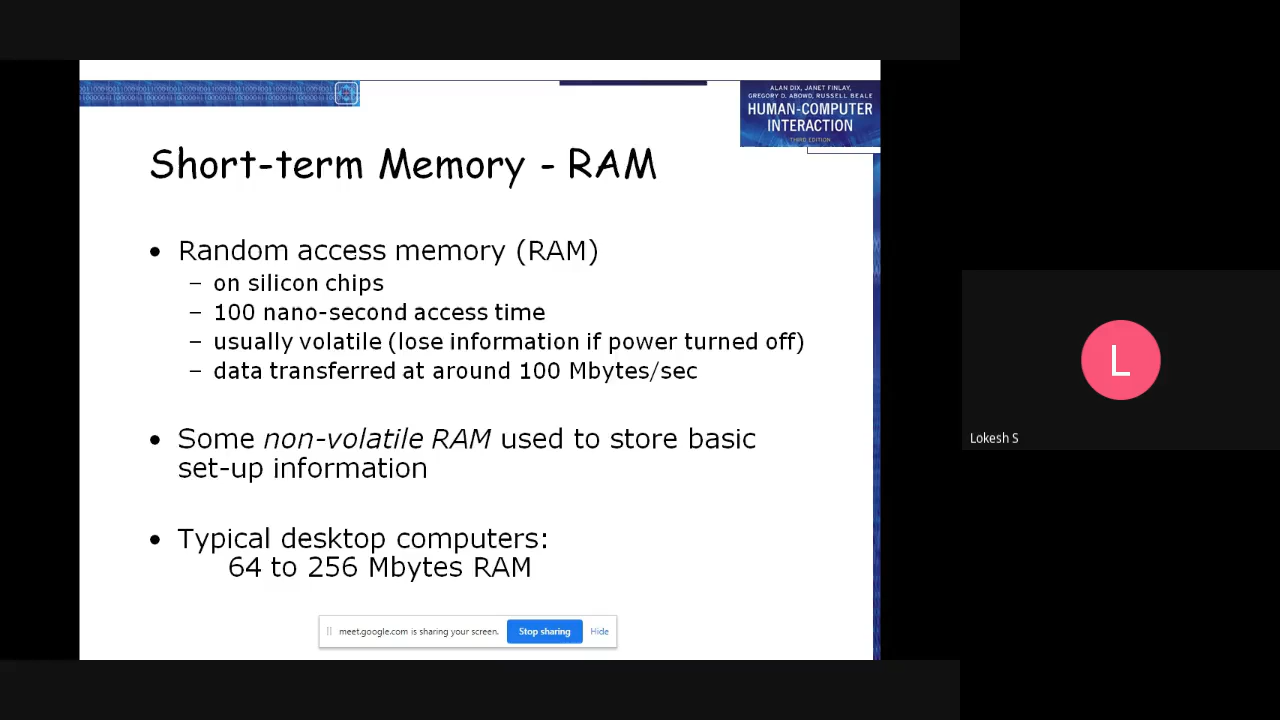 ALAN DIX, JANET FINLAY,
GREGORY D. ABOWD, RUSSELL BEALE
HUMAN-COMPUTER
INTERACTION
THIRD EDITION
Short-term Memory - RAM
• Random access memory (RAM)
– on silicon chips
– 100 nano-second access time
– usually volatile (lose information if power turned off)
– data transferred at around 100 Mbytes/sec
• Some non-volatile RAM used to store basic
set-up information
• Typical desktop computers:
64 to 256 Mbytes RAM
meet.google.com is sharing your screen.
Stop sharing
Hide
L
Lokesh S